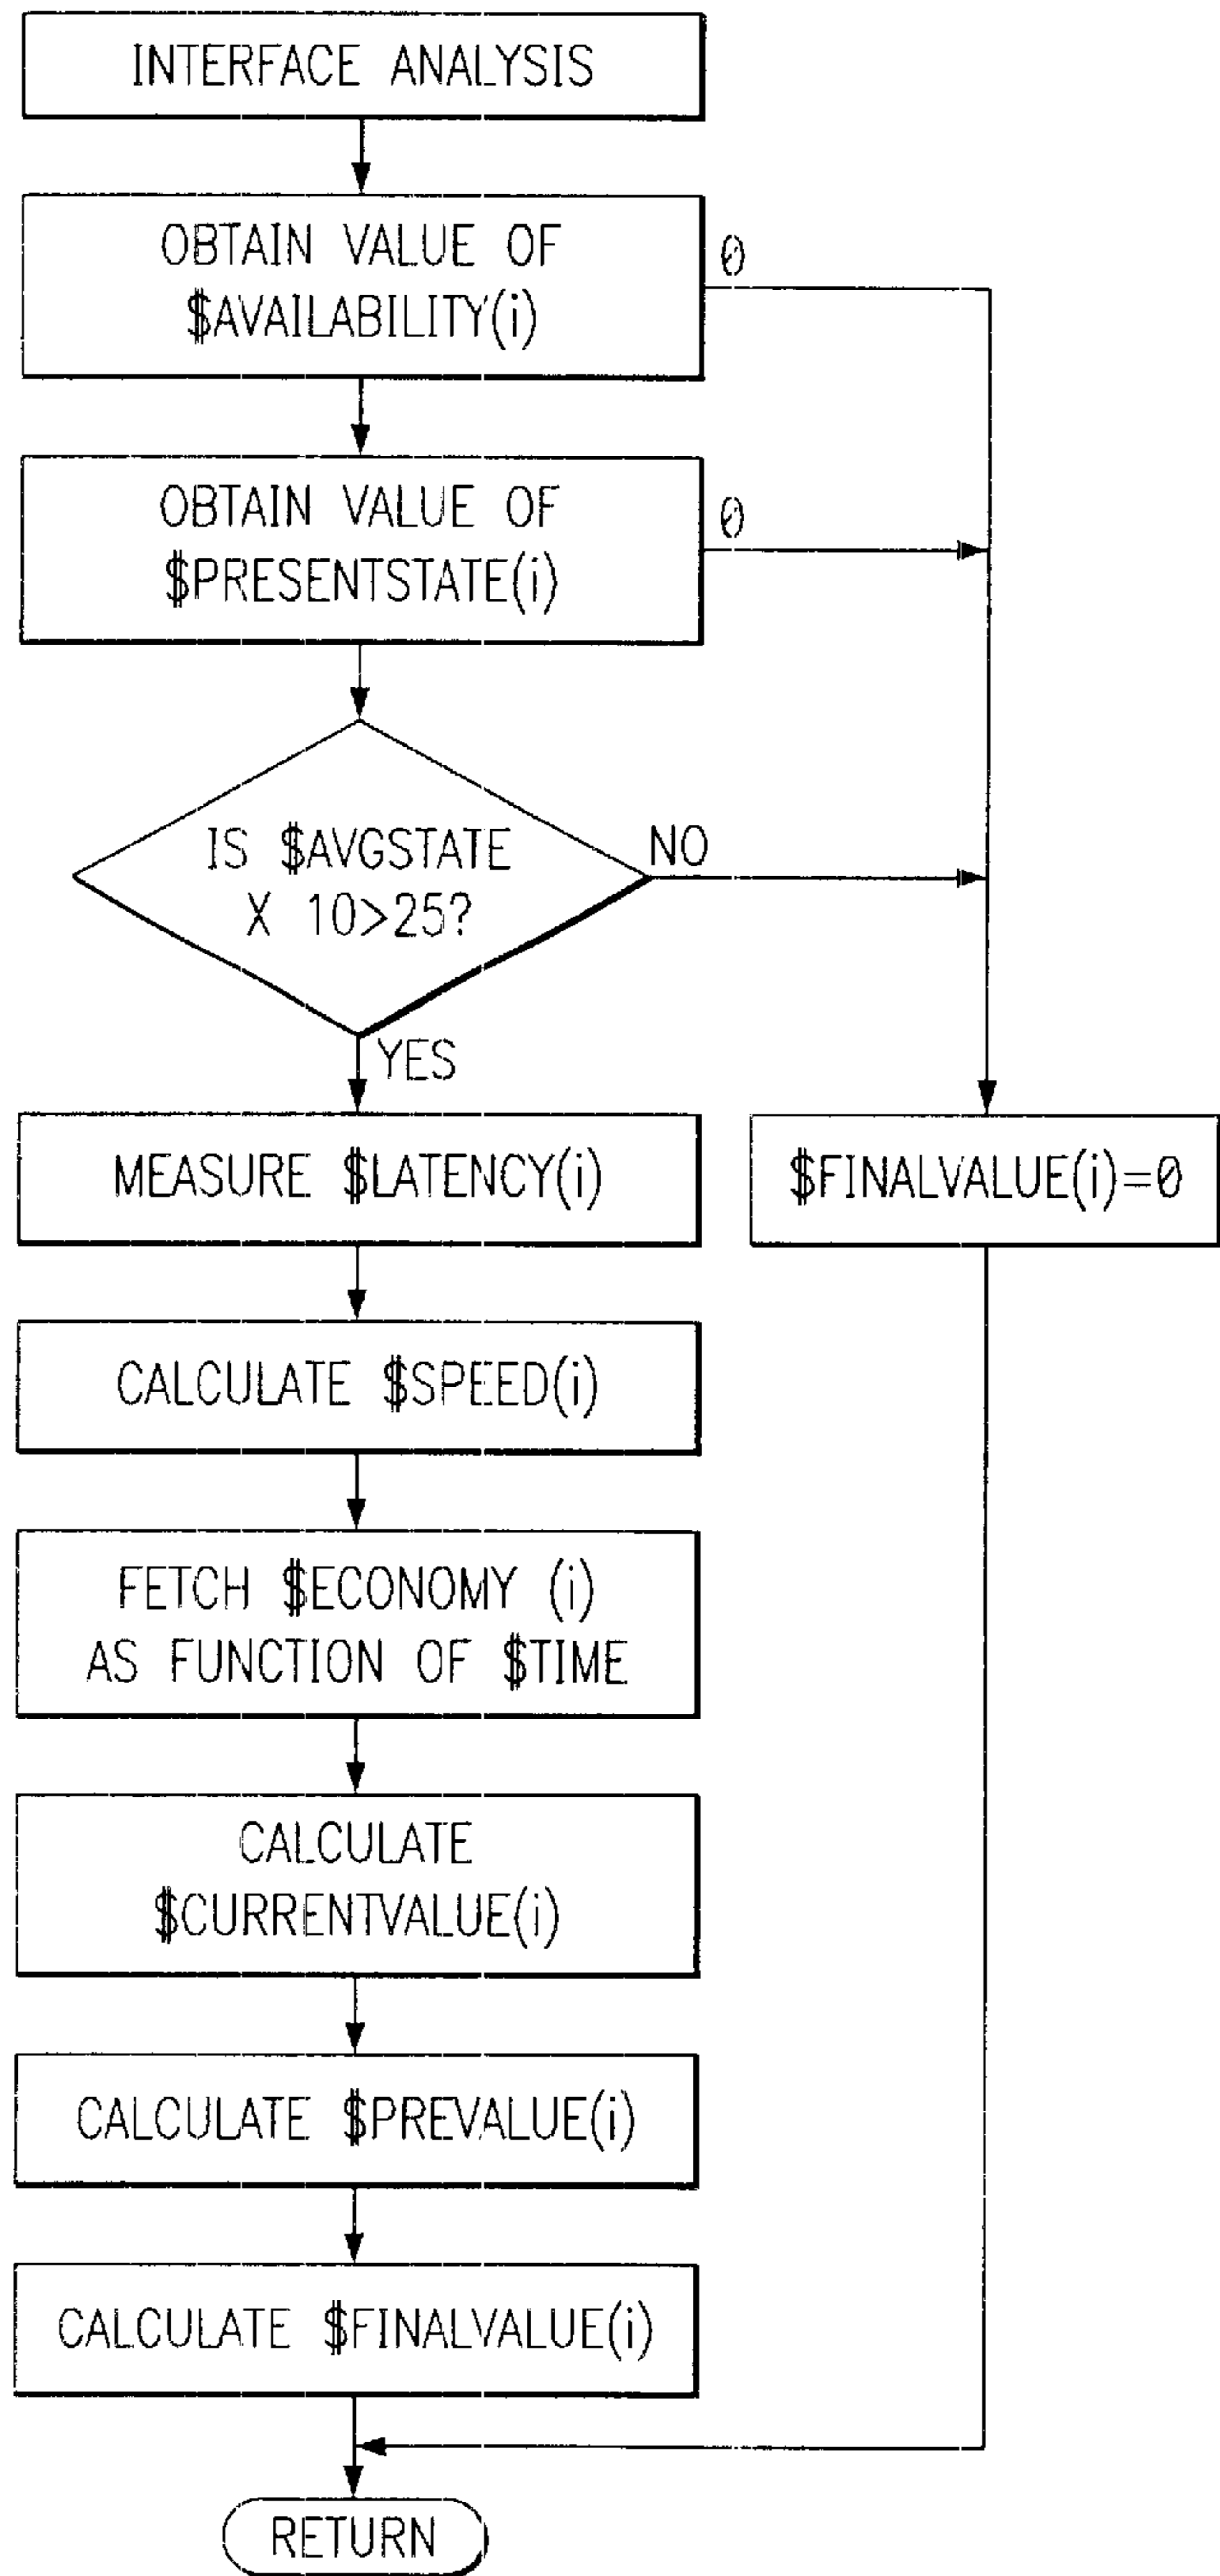 INTERFACE ANALYSIS
OBTAIN VALUE OF
$AVAILABILITY(i)
0
OBTAIN VALUE OF
$PRESENTSTATE(i)
0
IS $AVGSTATE
X 10>25?
NO
YES
MEASURE $LATENCY(i)
$FINALVALUE(i)=0
CALCULATE $SPEED(i)
FETCH $ECONOMY (i)
AS FUNCTION OF $TIME
CALCULATE
$CURRENTVALUE(i)
CALCULATE $PREVALUE(i)
CALCULATE $FINALVALUE(i)
RETURN